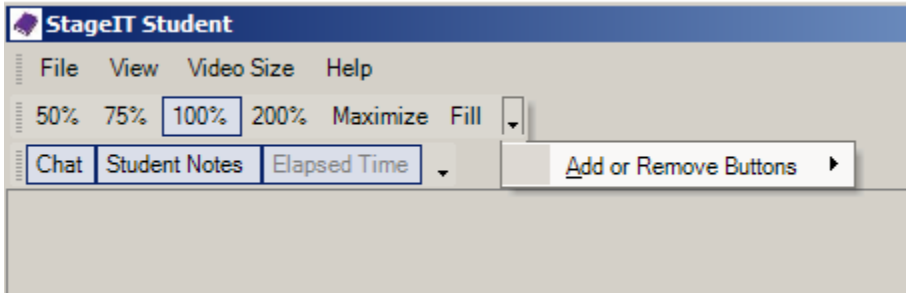 StageIT Student
File View Video Size Help
50% 75% 100% 200% Maximize Fill
Chat Student Notes Elapsed Time
Add or Remove Buttons